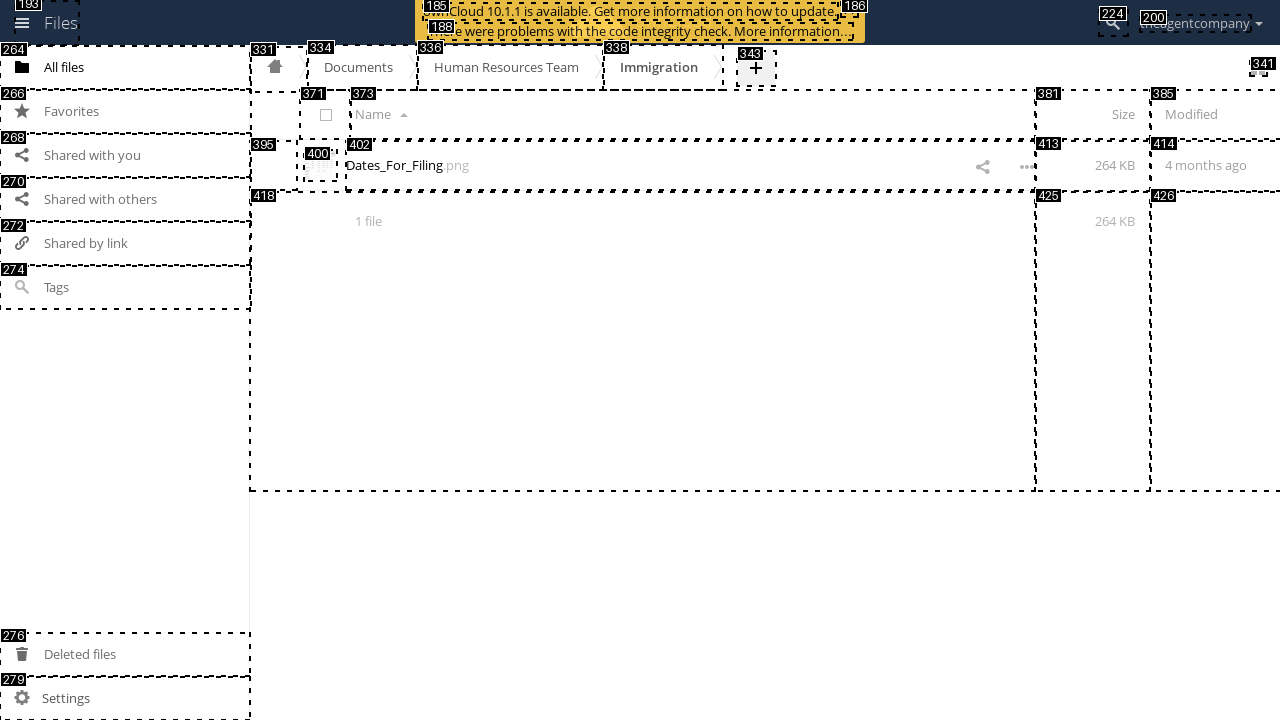 193
Files
185
ownCloud 10.1.1 is available. Get more information on how to update.
186
188
There were problems with the code integrity check. More information…
224
200
theagentcompany
264
All files
266
Favorites
268
Shared with you
270
Shared with others
272
Shared by link
274
Tags
331
334
Documents
336
Human Resources Team
338
Immigration
343
+
341
371
373
Name
381
Size
385
Modified
395
400
402
Dates_For_Filing.png
413
264 KB
414
4 months ago
418
1 file
425
264 KB
426
276
Deleted files
279
Settings